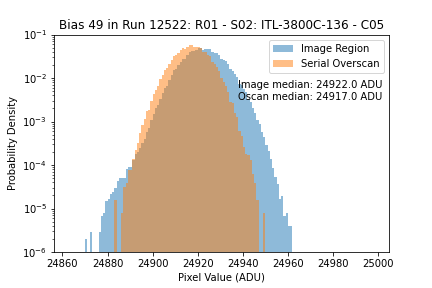 Bias 49 in Run 12522: R01 - S02: ITL-3800C-136 - C05
Image Region
Serial Overscan
Image median: 24922.0 ADU
Oscan median: 24917.0 ADU
Probability Density
10⁻¹
10⁻²
10⁻³
10⁻⁴
10⁻⁵
10⁻⁶
24860 24880 24900 24920 24940 24960 24980 25000
Pixel Value (ADU)